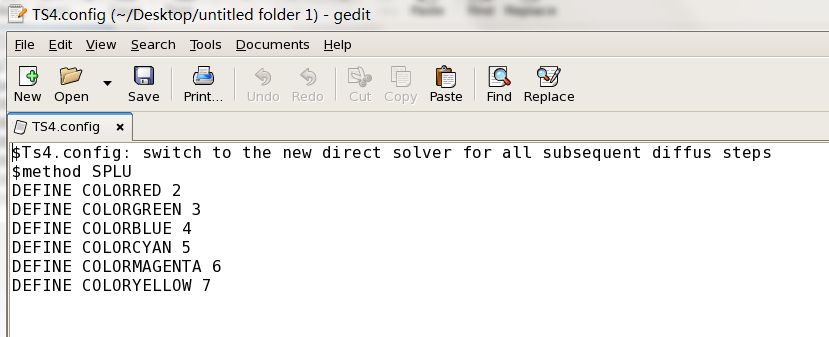 TS4.config (~/Desktop/untitled folder 1) - gedit
File Edit View Search Tools Documents Help
New Open Save Print... Undo Redo Cut Copy Paste Find Replace
TS4.config ×
$Ts4.config: switch to the new direct solver for all subsequent diffus steps
$method SPLU
DEFINE COLORRED 2
DEFINE COLORGREEN 3
DEFINE COLORBLUE 4
DEFINE COLORCYAN 5
DEFINE COLORMAGENTA 6
DEFINE COLORYELLOW 7